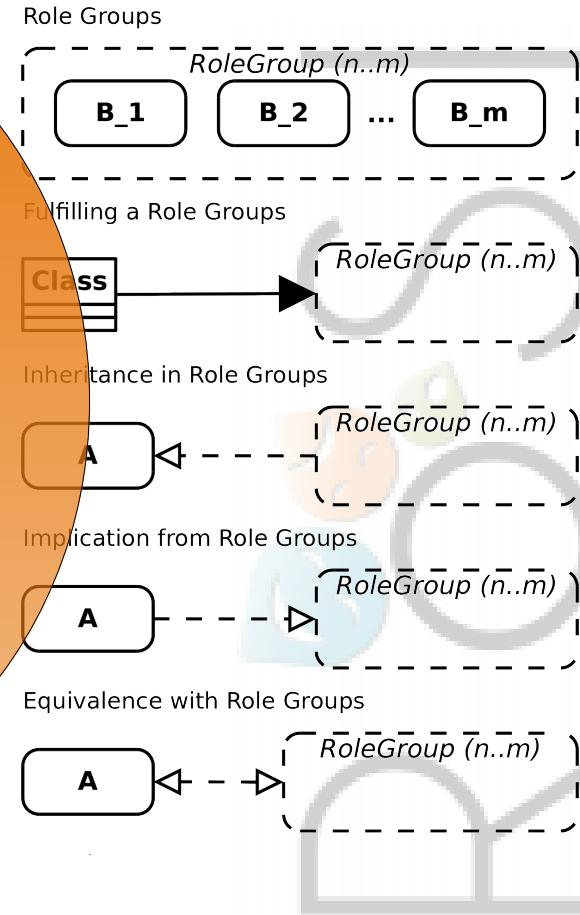 Role Groups
RoleGroup (n..m)
B_1 B_2 ... B_m
Fulfilling a Role Groups
RoleGroup (n..m)
Class
Inheritance in Role Groups
RoleGroup (n..m)
A
Implication from Role Groups
RoleGroup (n..m)
A
Equivalence with Role Groups
RoleGroup (n..m)
A